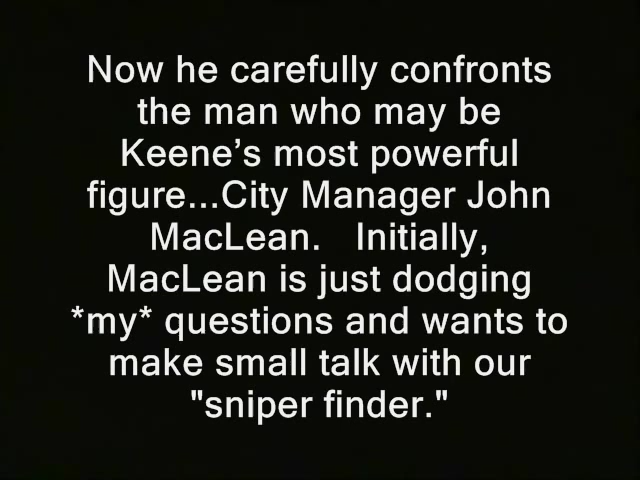 Now he carefully confronts
the man who may be
Keene’s most powerful
figure...City Manager John
MacLean.   Initially,
MacLean is just dodging
*my* questions and wants to
make small talk with our
"sniper finder."